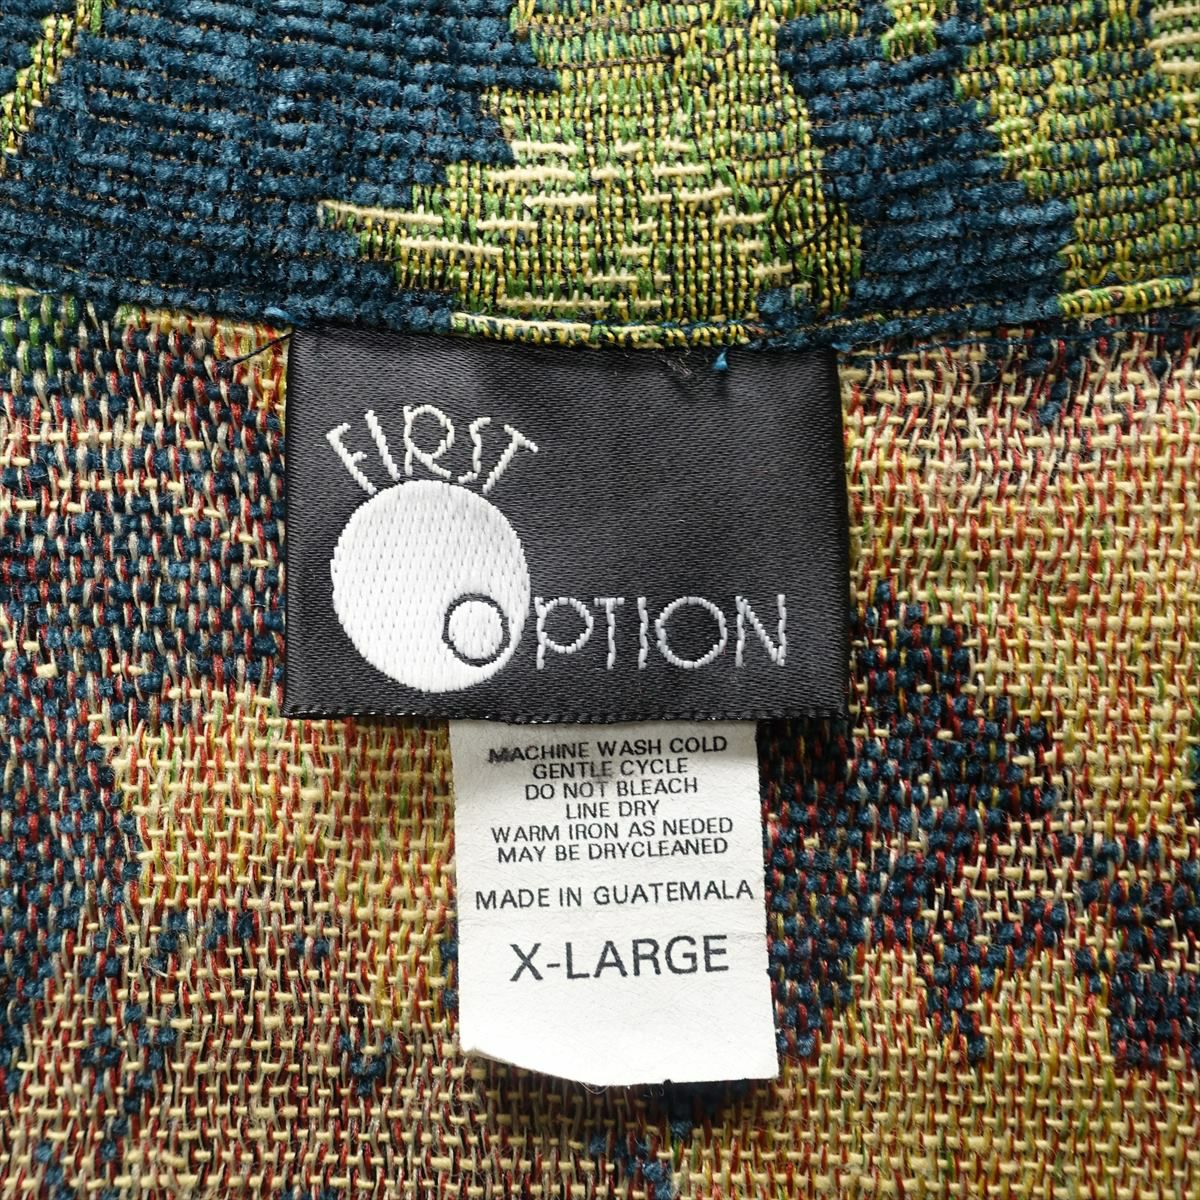 FIRST
OPTION
MACHINE WASH COLD
GENTLE CYCLE
DO NOT BLEACH
LINE DRY
WARM IRON AS NEDED
MAY BE DRYCLEANED
MADE IN GUATEMALA
X-LARGE